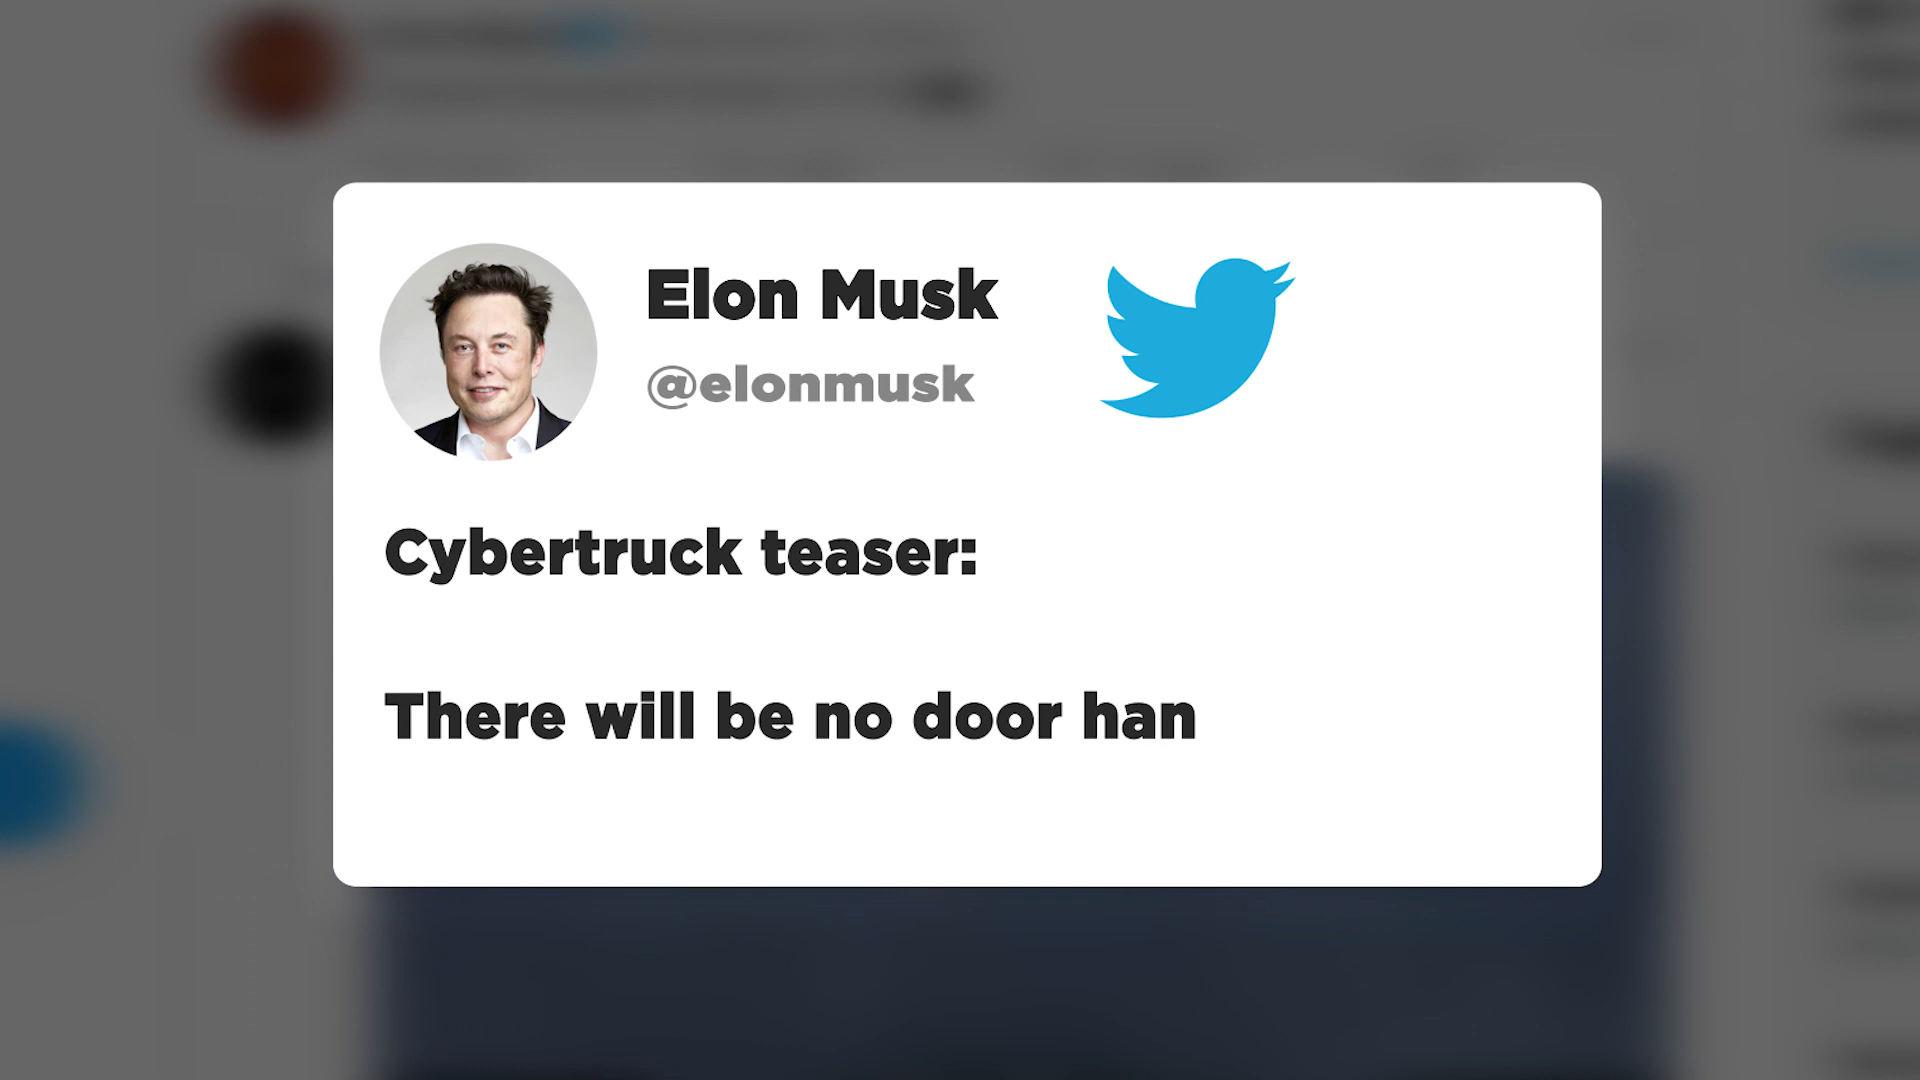 Elon Musk
@elonmusk
Cybertruck teaser:
There will be no door han